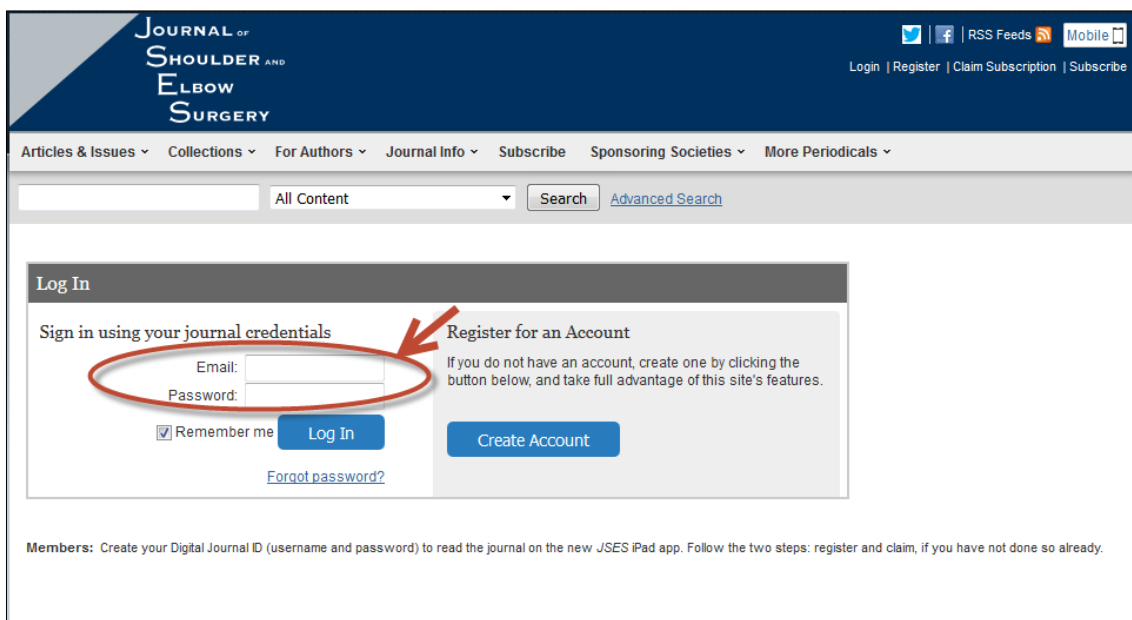 JOURNAL OF
SHOULDER AND
ELBOW
SURGERY
RSS Feeds Mobile
Login | Register | Claim Subscription | Subscribe
Articles & Issues Collections For Authors Journal Info Subscribe Sponsoring Societies More Periodicals
All Content Search Advanced Search
Log In
Sign in using your journal credentials
Email:
Password:
Remember me Log In
Forgot password?
Register for an Account
If you do not have an account, create one by clicking the
button below, and take full advantage of this site's features.
Create Account
Members: Create your Digital Journal ID (username and password) to read the journal on the new JSES iPad app. Follow the two steps: register and claim, if you have not done so already.